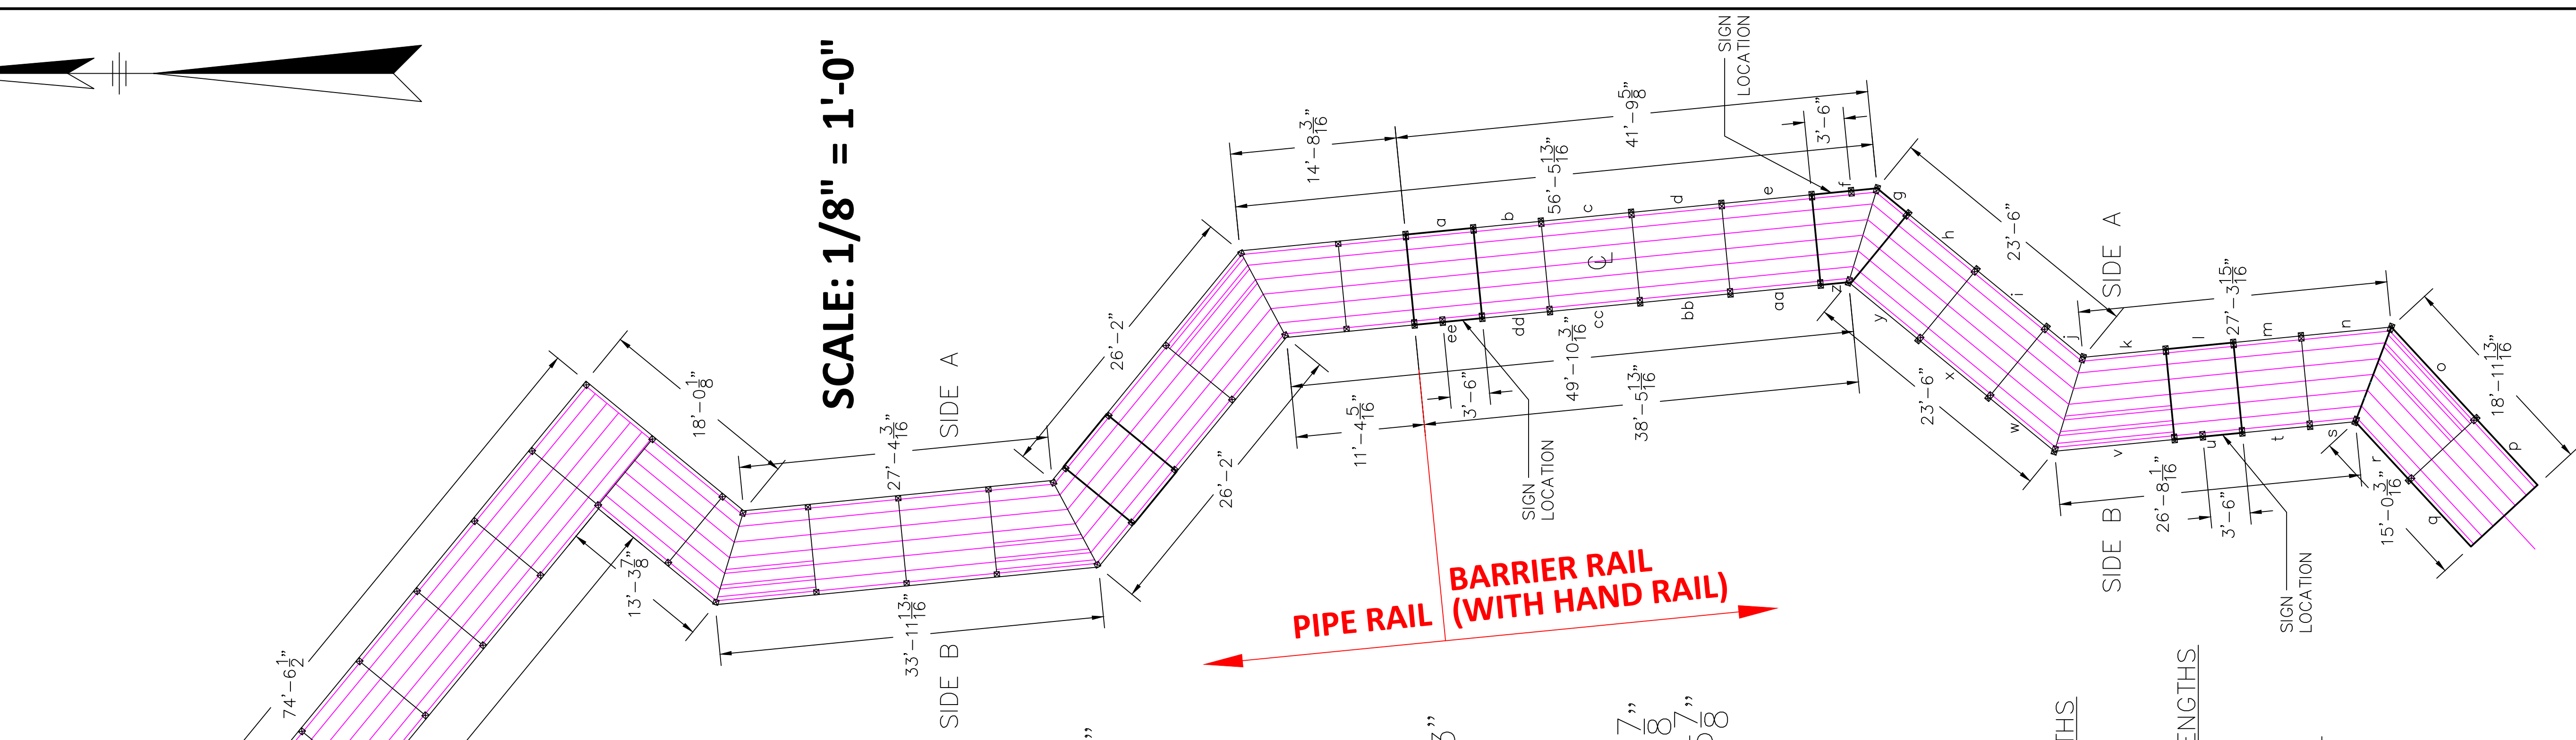 SCALE: 1/8" = 1'-0"
SIGN
LOCATION
14'-8 3/16"
41'-9 5/8"
3'-6"
56'-5 13/16"
a
b
c
d
e
f
g
h
i
j
k
l
m
n
o
p
q
r
s
t
u
v
w
x
y
z
aa
bb
cc
dd
ee
℄
23'-6"
SIDE A
27'-3 15/16"
18'-11 13/16"
26'-2"
SIDE A
27'-4 3/16"
18'-0 1/8"
74'-6 1/2"
13'-3 7/8"
33'-11 13/16"
SIDE B
26'-2"
11'-4 5/16"
3'-6"
49'-10 3/16"
38'-5 13/16"
SIGN
LOCATION
23'-6"
26'-8 1/16"
3'-6"
SIDE B
15'-0 3/16"
SIGN
LOCATION
PIPE RAIL
BARRIER RAIL
(WITH HAND RAIL)